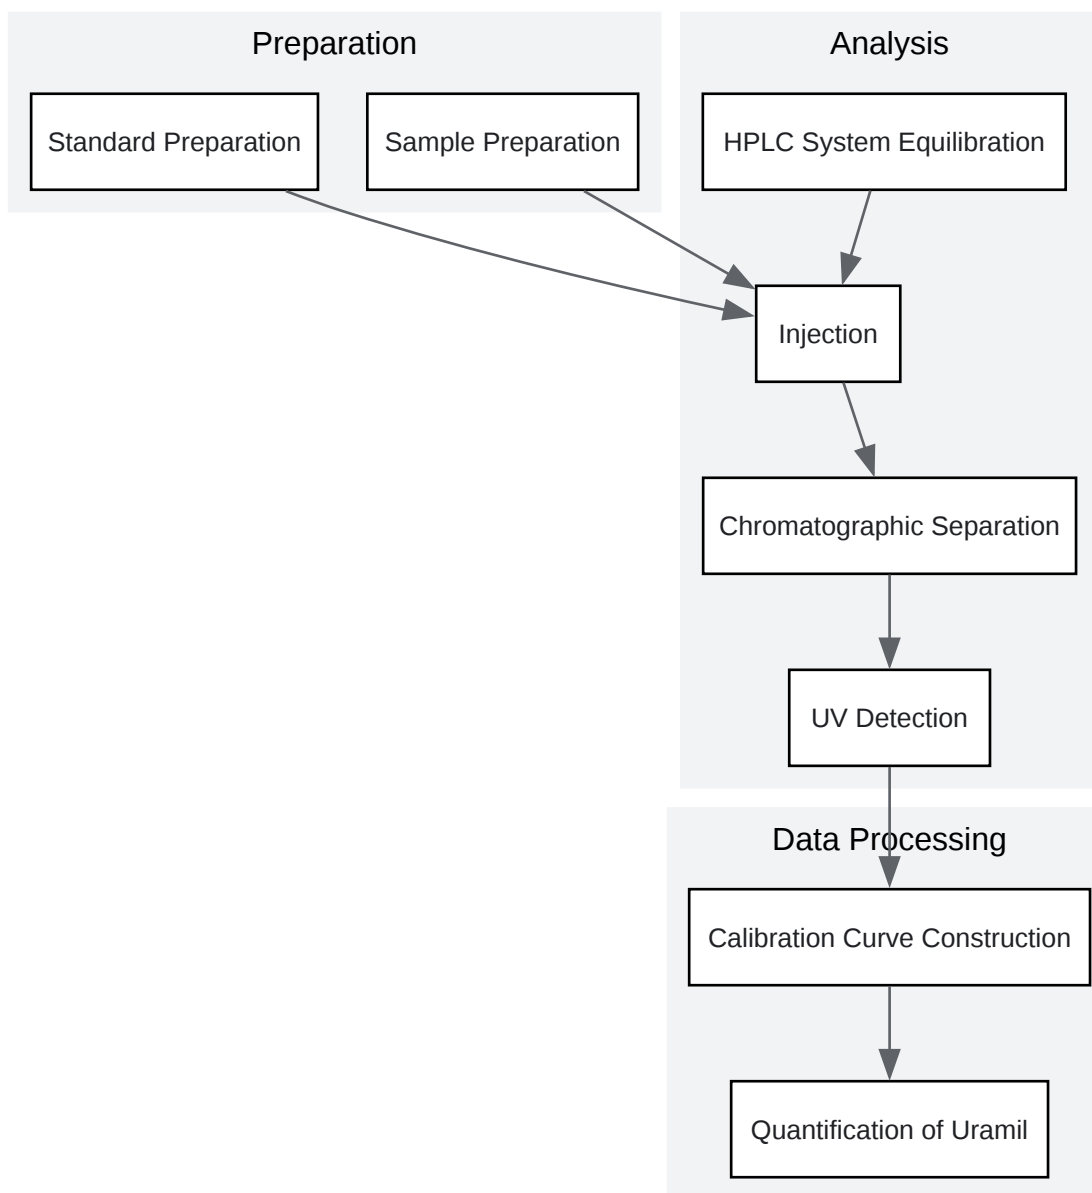 Preparation
Standard Preparation
Sample Preparation
Analysis
HPLC System Equilibration
Injection
Chromatographic Separation
UV Detection
Data Processing
Calibration Curve Construction
Quantification of Uramil